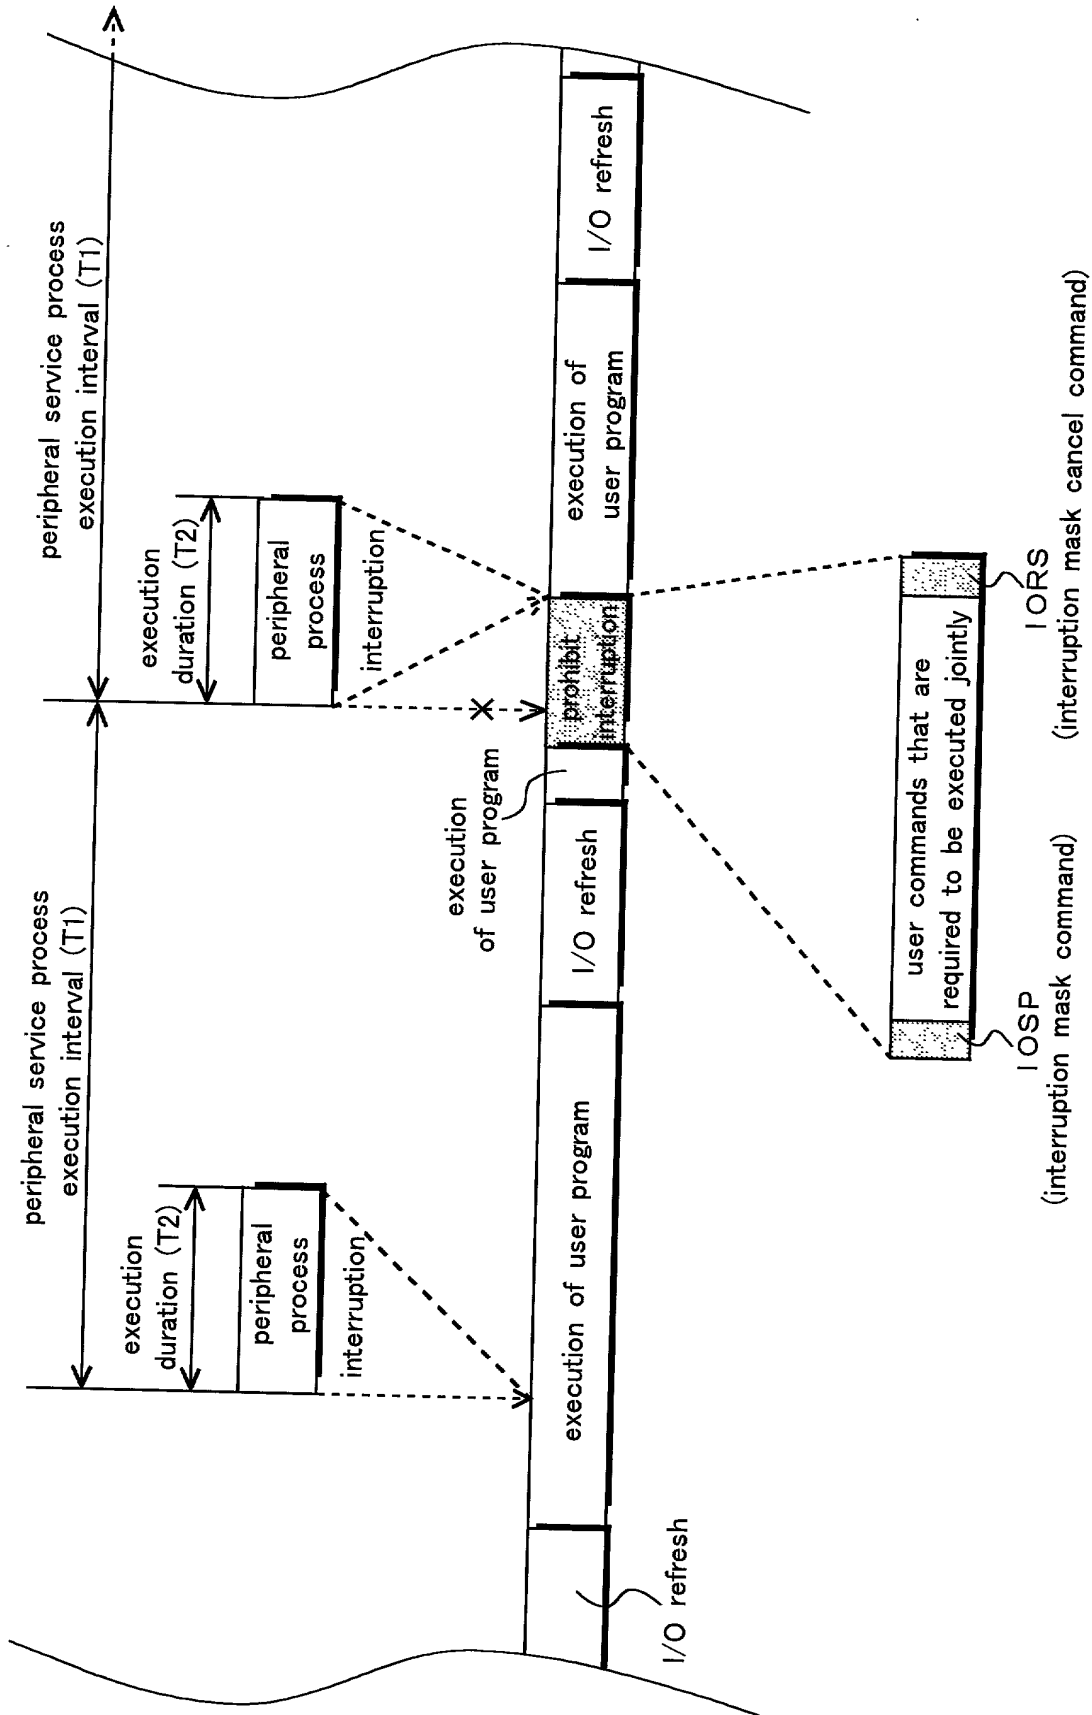 peripheral service process
execution interval (T1)
peripheral service process
execution interval (T1)
execution
duration (T2)
peripheral
process
interruption
execution
duration (T2)
peripheral
process
interruption
execution
of user program
I/O refresh
execution of user program
I/O refresh
prohibit
interruption
execution of
user program
I/O refresh
user commands that are
required to be executed jointly
IOSP
(interruption mask command)
IORS
(interruption mask cancel command)